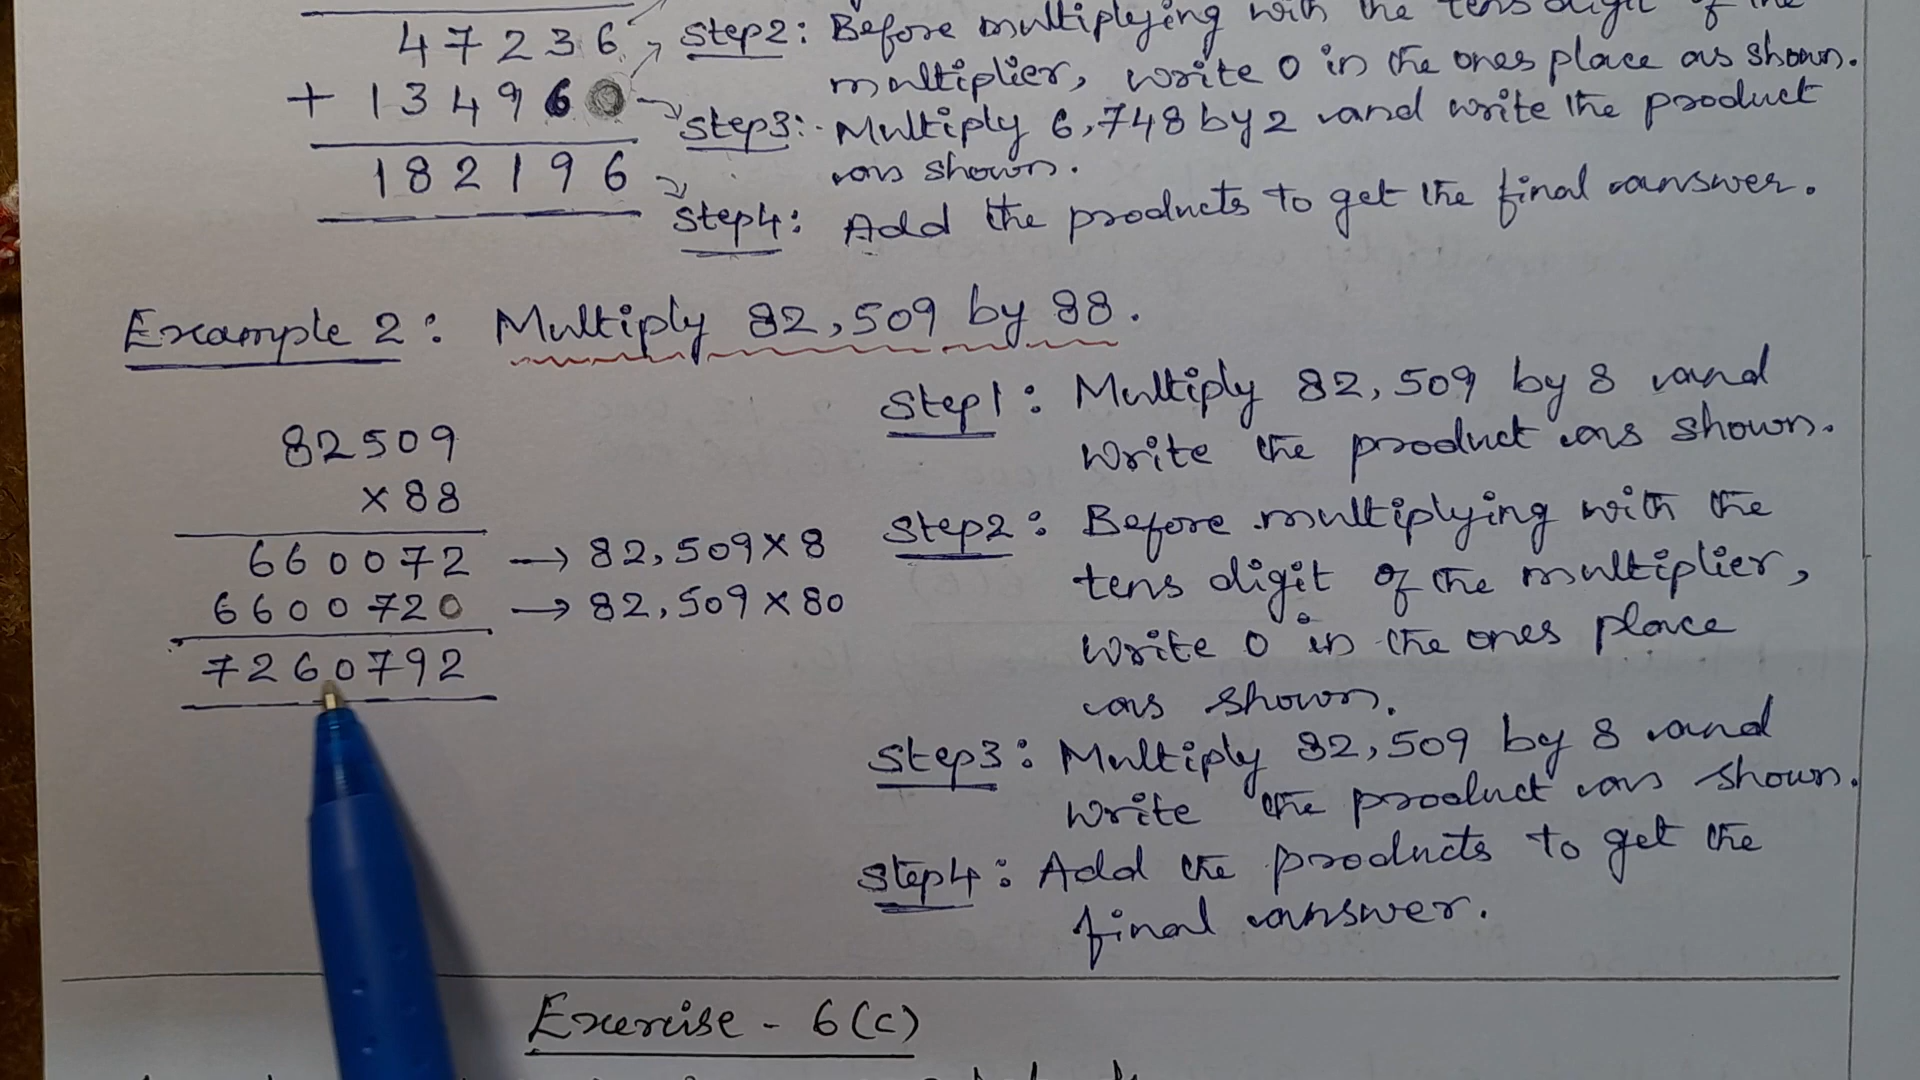 47236
Step2: Before multiplying with the tens digit of the
multiplier, write 0 in the ones place as shown.
+ 134960
Step3:- Multiply 6,748 by 2 and write the product
as shown.
182196
Step4: Add the products to get the final answer.
Example 2: Multiply 82,509 by 88.
82509
×88
660072 → 82,509×8
6600720 → 82,509×80
7260792
Step1: Multiply 82,509 by 8 and
write the product as shown.
Step2: Before multiplying with the
tens digit of the multiplier,
write 0 in the ones place
as shown.
Step3: Multiply 82,509 by 8 and
write the product as shown.
Step4: Add the products to get the
final answer.
Exercise - 6(c)